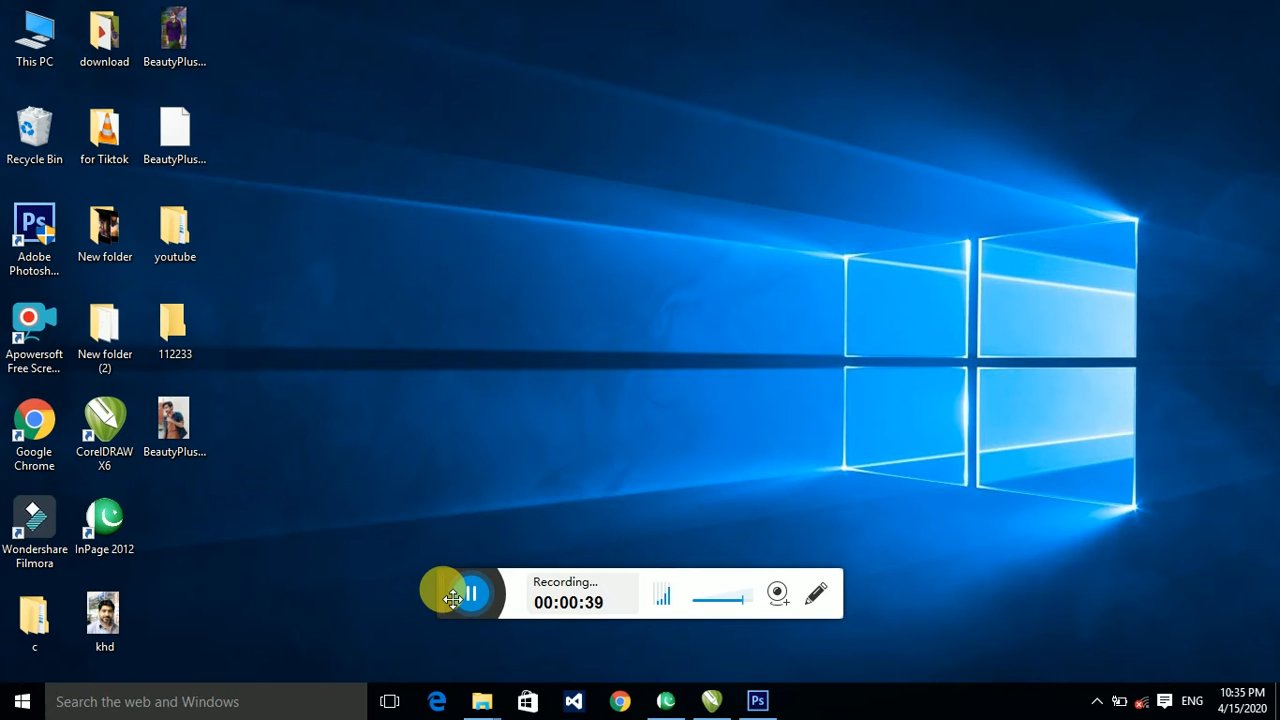 This PC
download
BeautyPlus...
Recycle Bin
for Tiktok
BeautyPlus...
Ps
Adobe
Photosh...
New folder
youtube
Apowersoft
Free Scre...
New folder
(2)
112233
Google
Chrome
CorelDRAW
X6
BeautyPlus...
Wondershare
Filmora
InPage 2012
c
khd
Recording...
00:00:39
Search the web and Windows
Ps
ENG
10:35 PM
4/15/2020